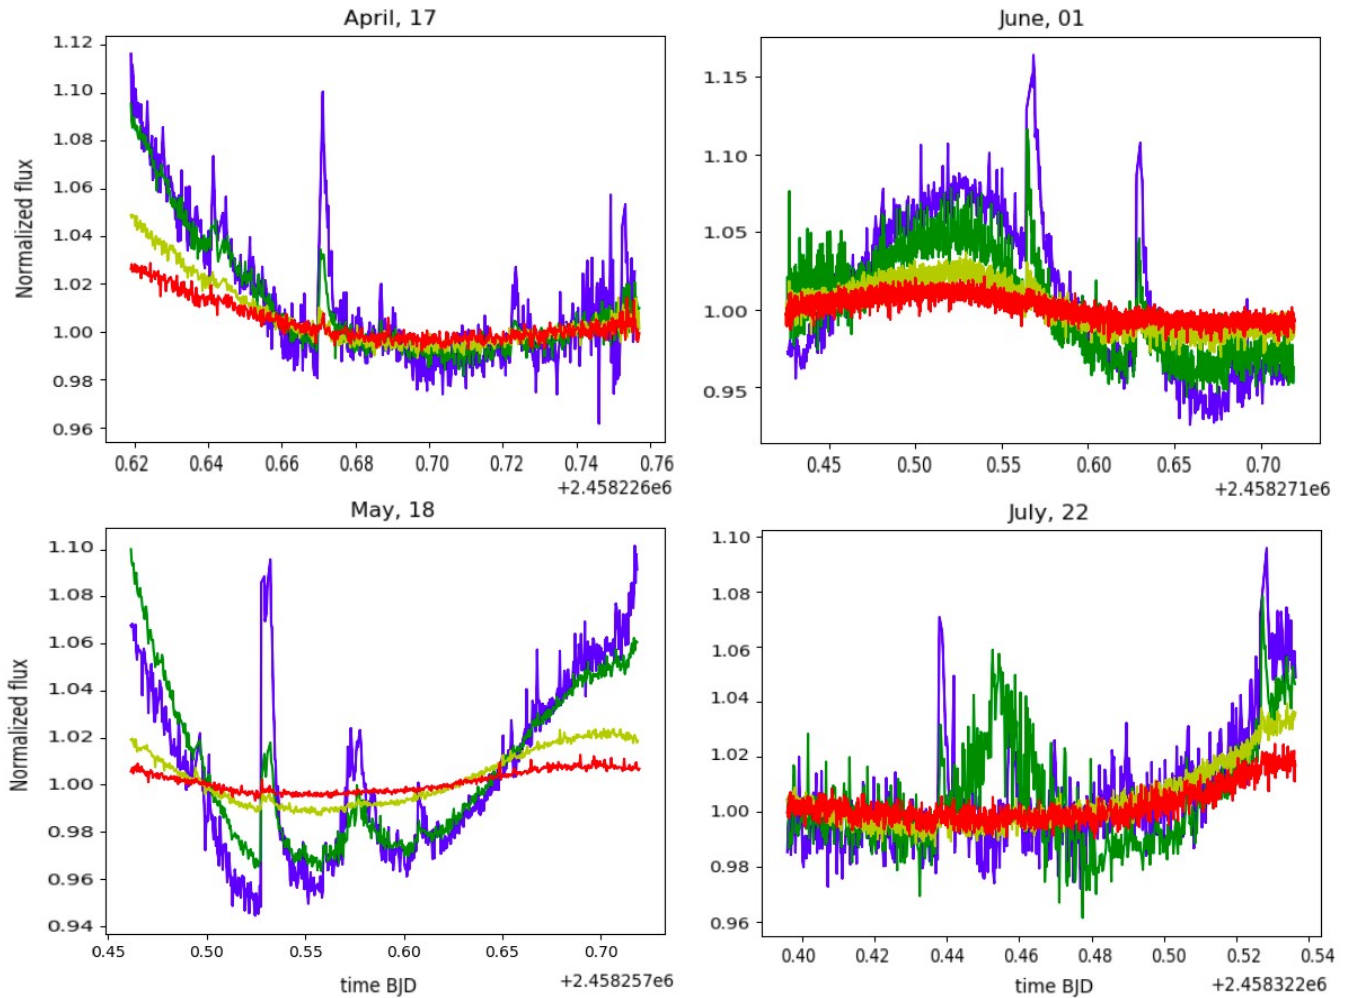 April, 17
Normalized flux
1.12
1.10
1.08
1.06
1.04
1.02
1.00
0.98
0.96
0.62 0.64 0.66 0.68 0.70 0.72 0.74 0.76
+2.458226e6
June, 01
1.15
1.10
1.05
1.00
0.95
0.45 0.50 0.55 0.60 0.65 0.70
+2.458271e6
May, 18
Normalized flux
1.10
1.08
1.06
1.04
1.02
1.00
0.98
0.96
0.94
0.45 0.50 0.55 0.60 0.65 0.70
time BJD
+2.458257e6
July, 22
1.10
1.08
1.06
1.04
1.02
1.00
0.98
0.96
0.40 0.42 0.44 0.46 0.48 0.50 0.52 0.54
time BJD
+2.458322e6